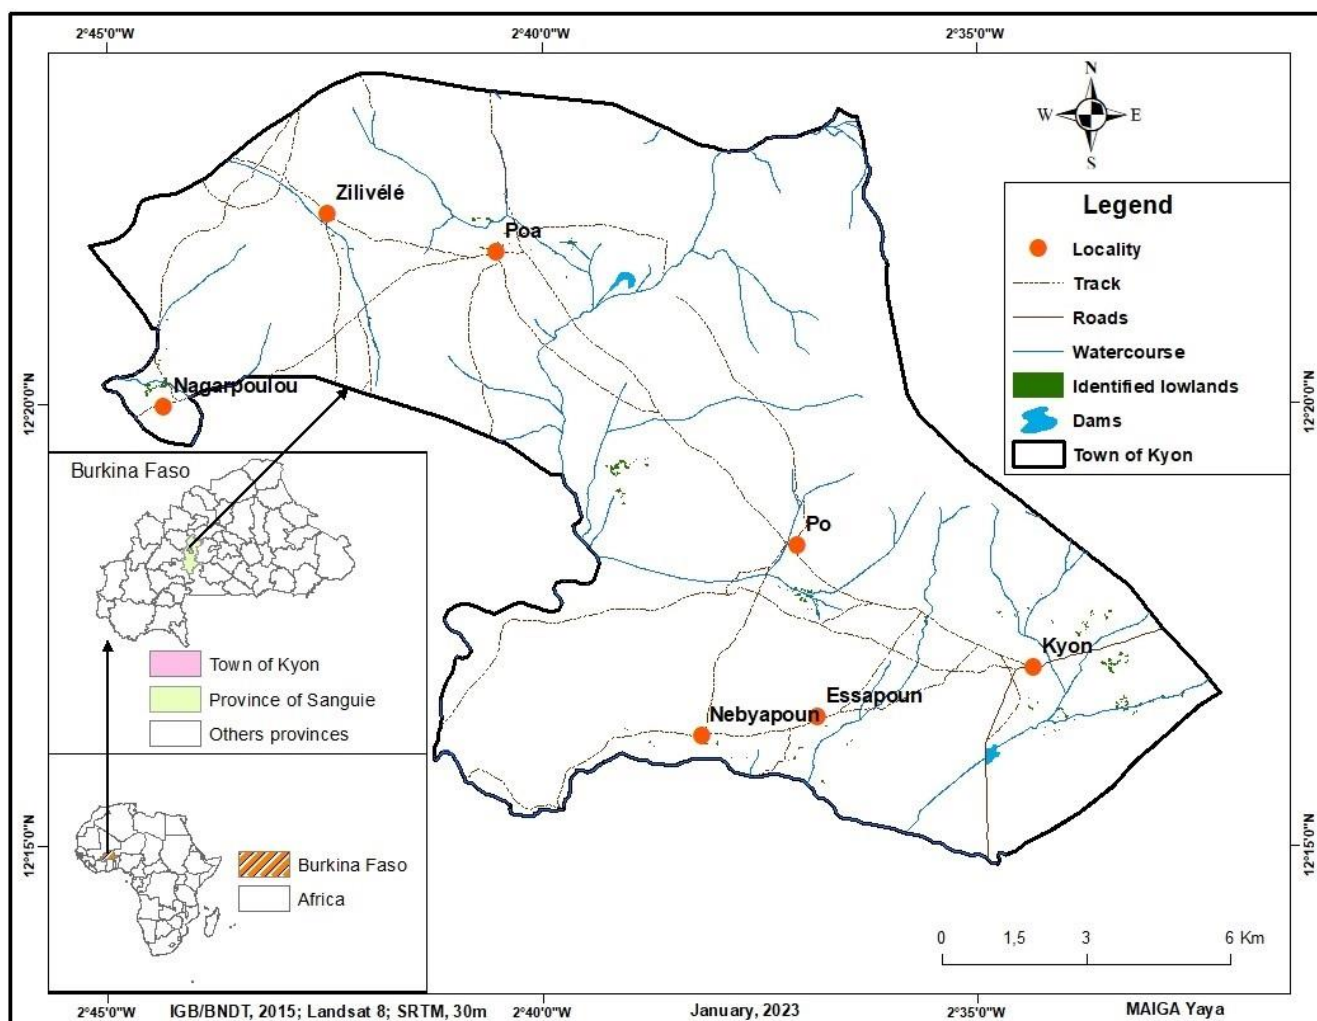 2°45'0"W
2°40'0"W
2°35'0"W
N
W
E
S
Legend
Locality
Track
Roads
Watercourse
Identified lowlands
Dams
Town of Kyon
Zilivélé
Poa
Nagarpoulou
Po
Kyon
Essapoun
Nebyapoun
12°20'0"N
12°20'0"N
Burkina Faso
Town of Kyon
Province of Sanguie
Others provinces
12°15'0"N
12°15'0"N
Burkina Faso
Africa
0 1,5 3 6 Km
2°45'0"W
2°40'0"W
2°35'0"W
IGB/BNDT, 2015; Landsat 8; SRTM, 30m
January, 2023
MAIGA Yaya